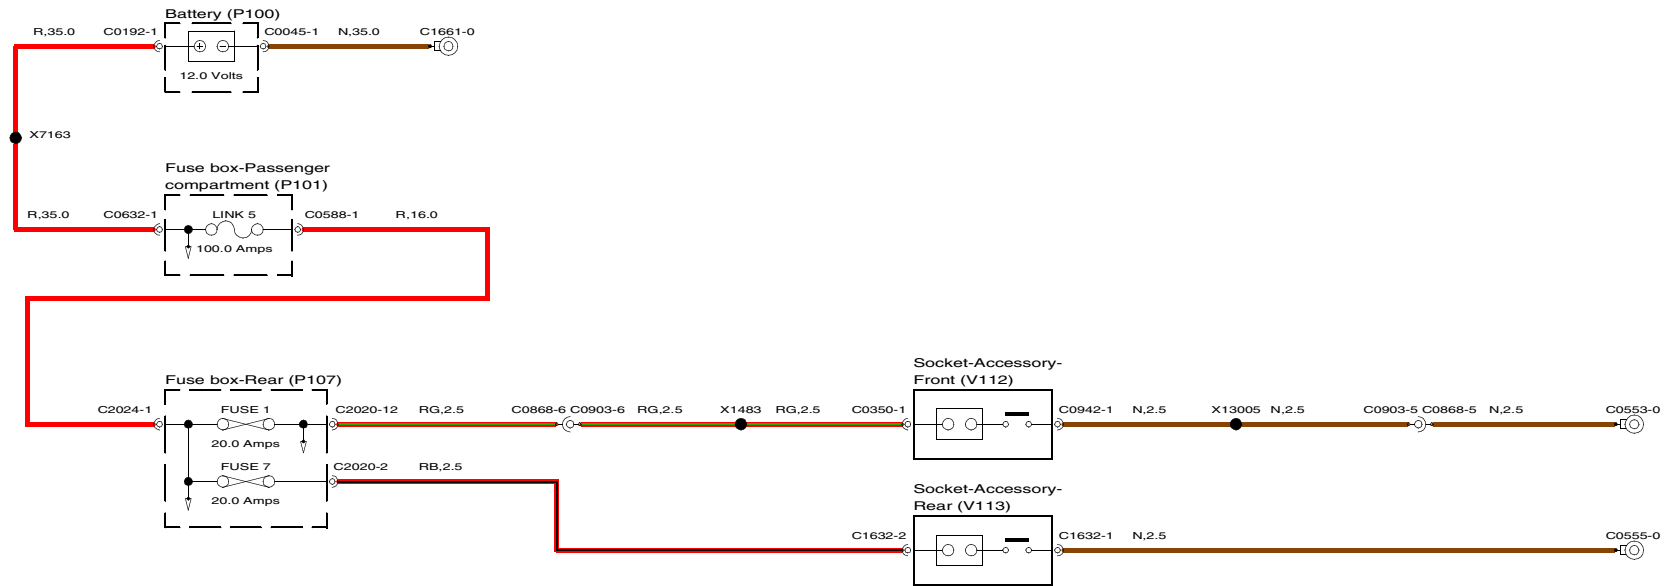 Battery (P100)
R,35.0 C0192-1 C0045-1 N,35.0 C1661-0
12.0 Volts
X7163
Fuse box-Passenger
compartment (P101)
R,35.0 C0632-1 LINK 5 C0588-1 R,16.0
100.0 Amps
Socket-Accessory-
Front (V112)
Fuse box-Rear (P107)
C2024-1 FUSE 1 C2020-12 RG,2.5 C0868-6 C0903-6 RG,2.5 X1483 RG,2.5 C0350-1 C0942-1 N,2.5 X13005 N,2.5 C0903-5 C0868-5 N,2.5 C0553-0
20.0 Amps
FUSE 7 C2020-2 RB,2.5
20.0 Amps
Socket-Accessory-
Rear (V113)
C1632-2 C1632-1 N,2.5 C0555-0